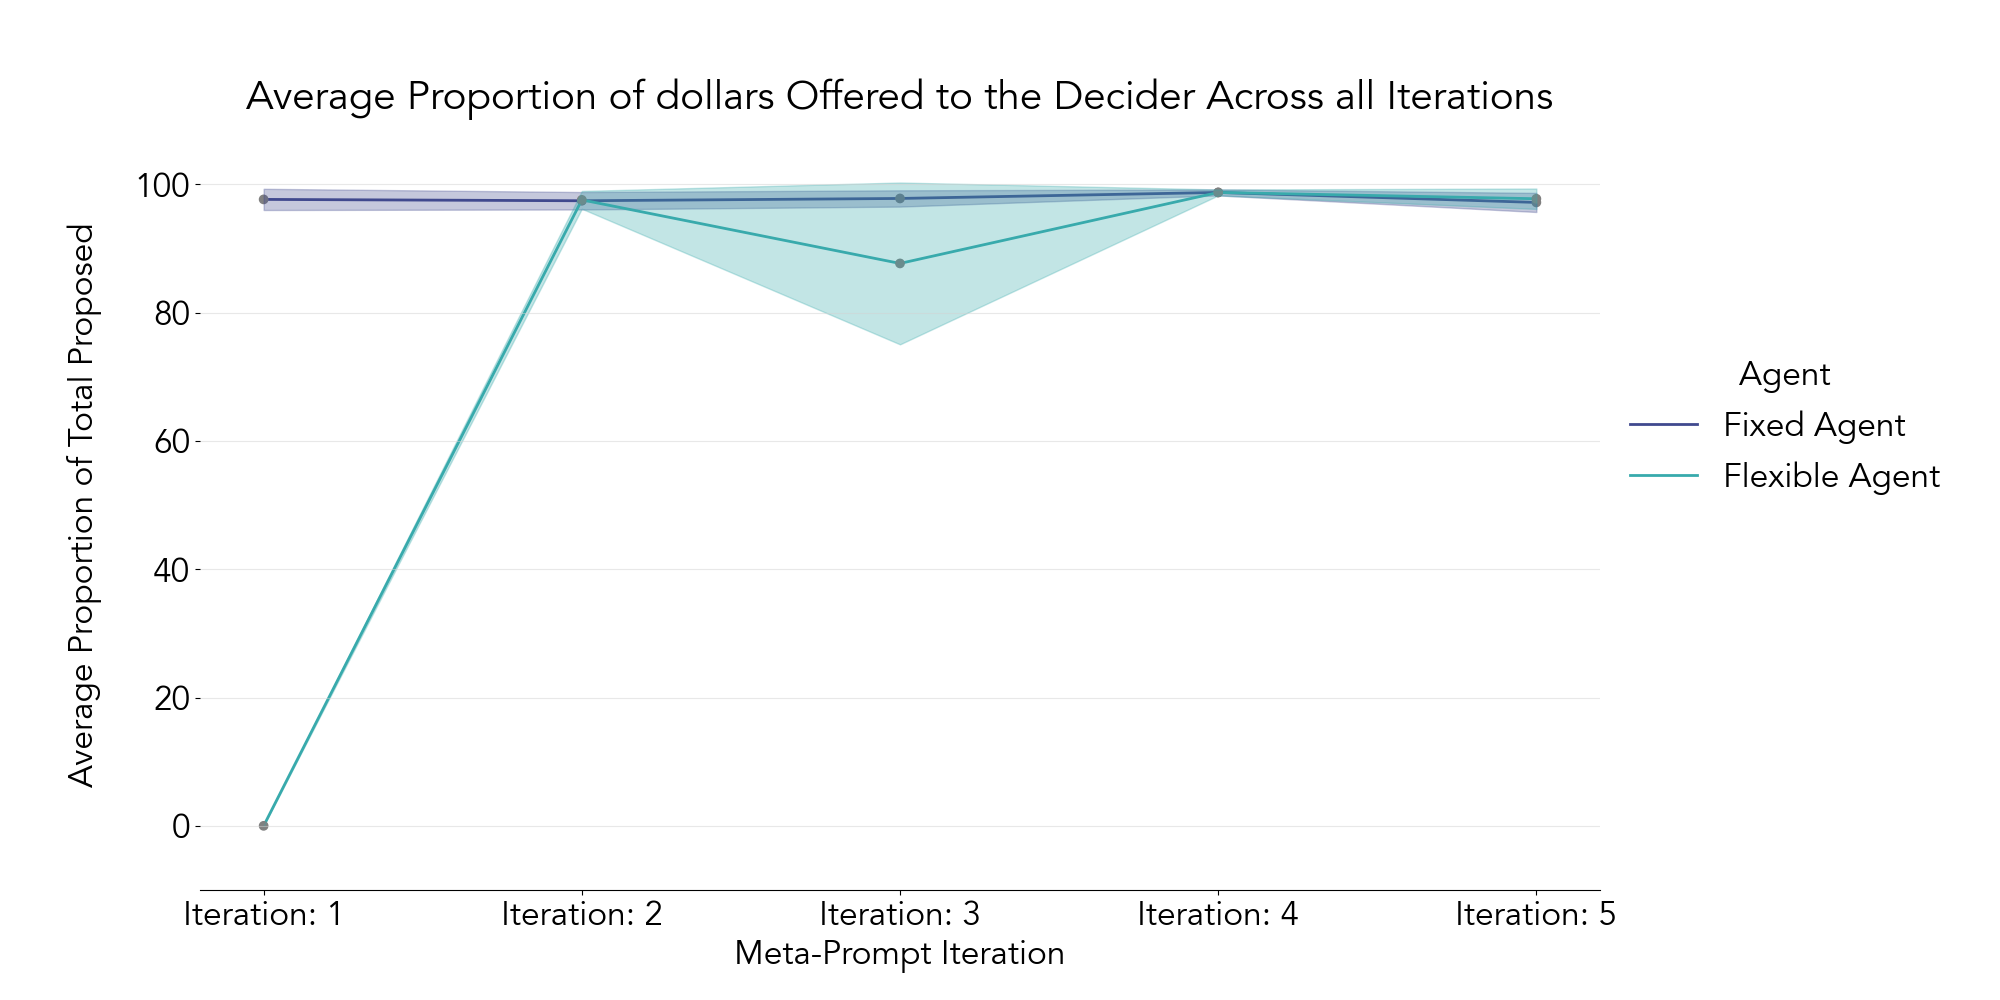 Average Proportion of dollars Offered to the Decider Across all Iterations
Average Proportion of Total Proposed
100
80
60
40
20
0
Iteration: 1
Iteration: 2
Iteration: 3
Iteration: 4
Iteration: 5
Meta-Prompt Iteration
Agent
Fixed Agent
Flexible Agent